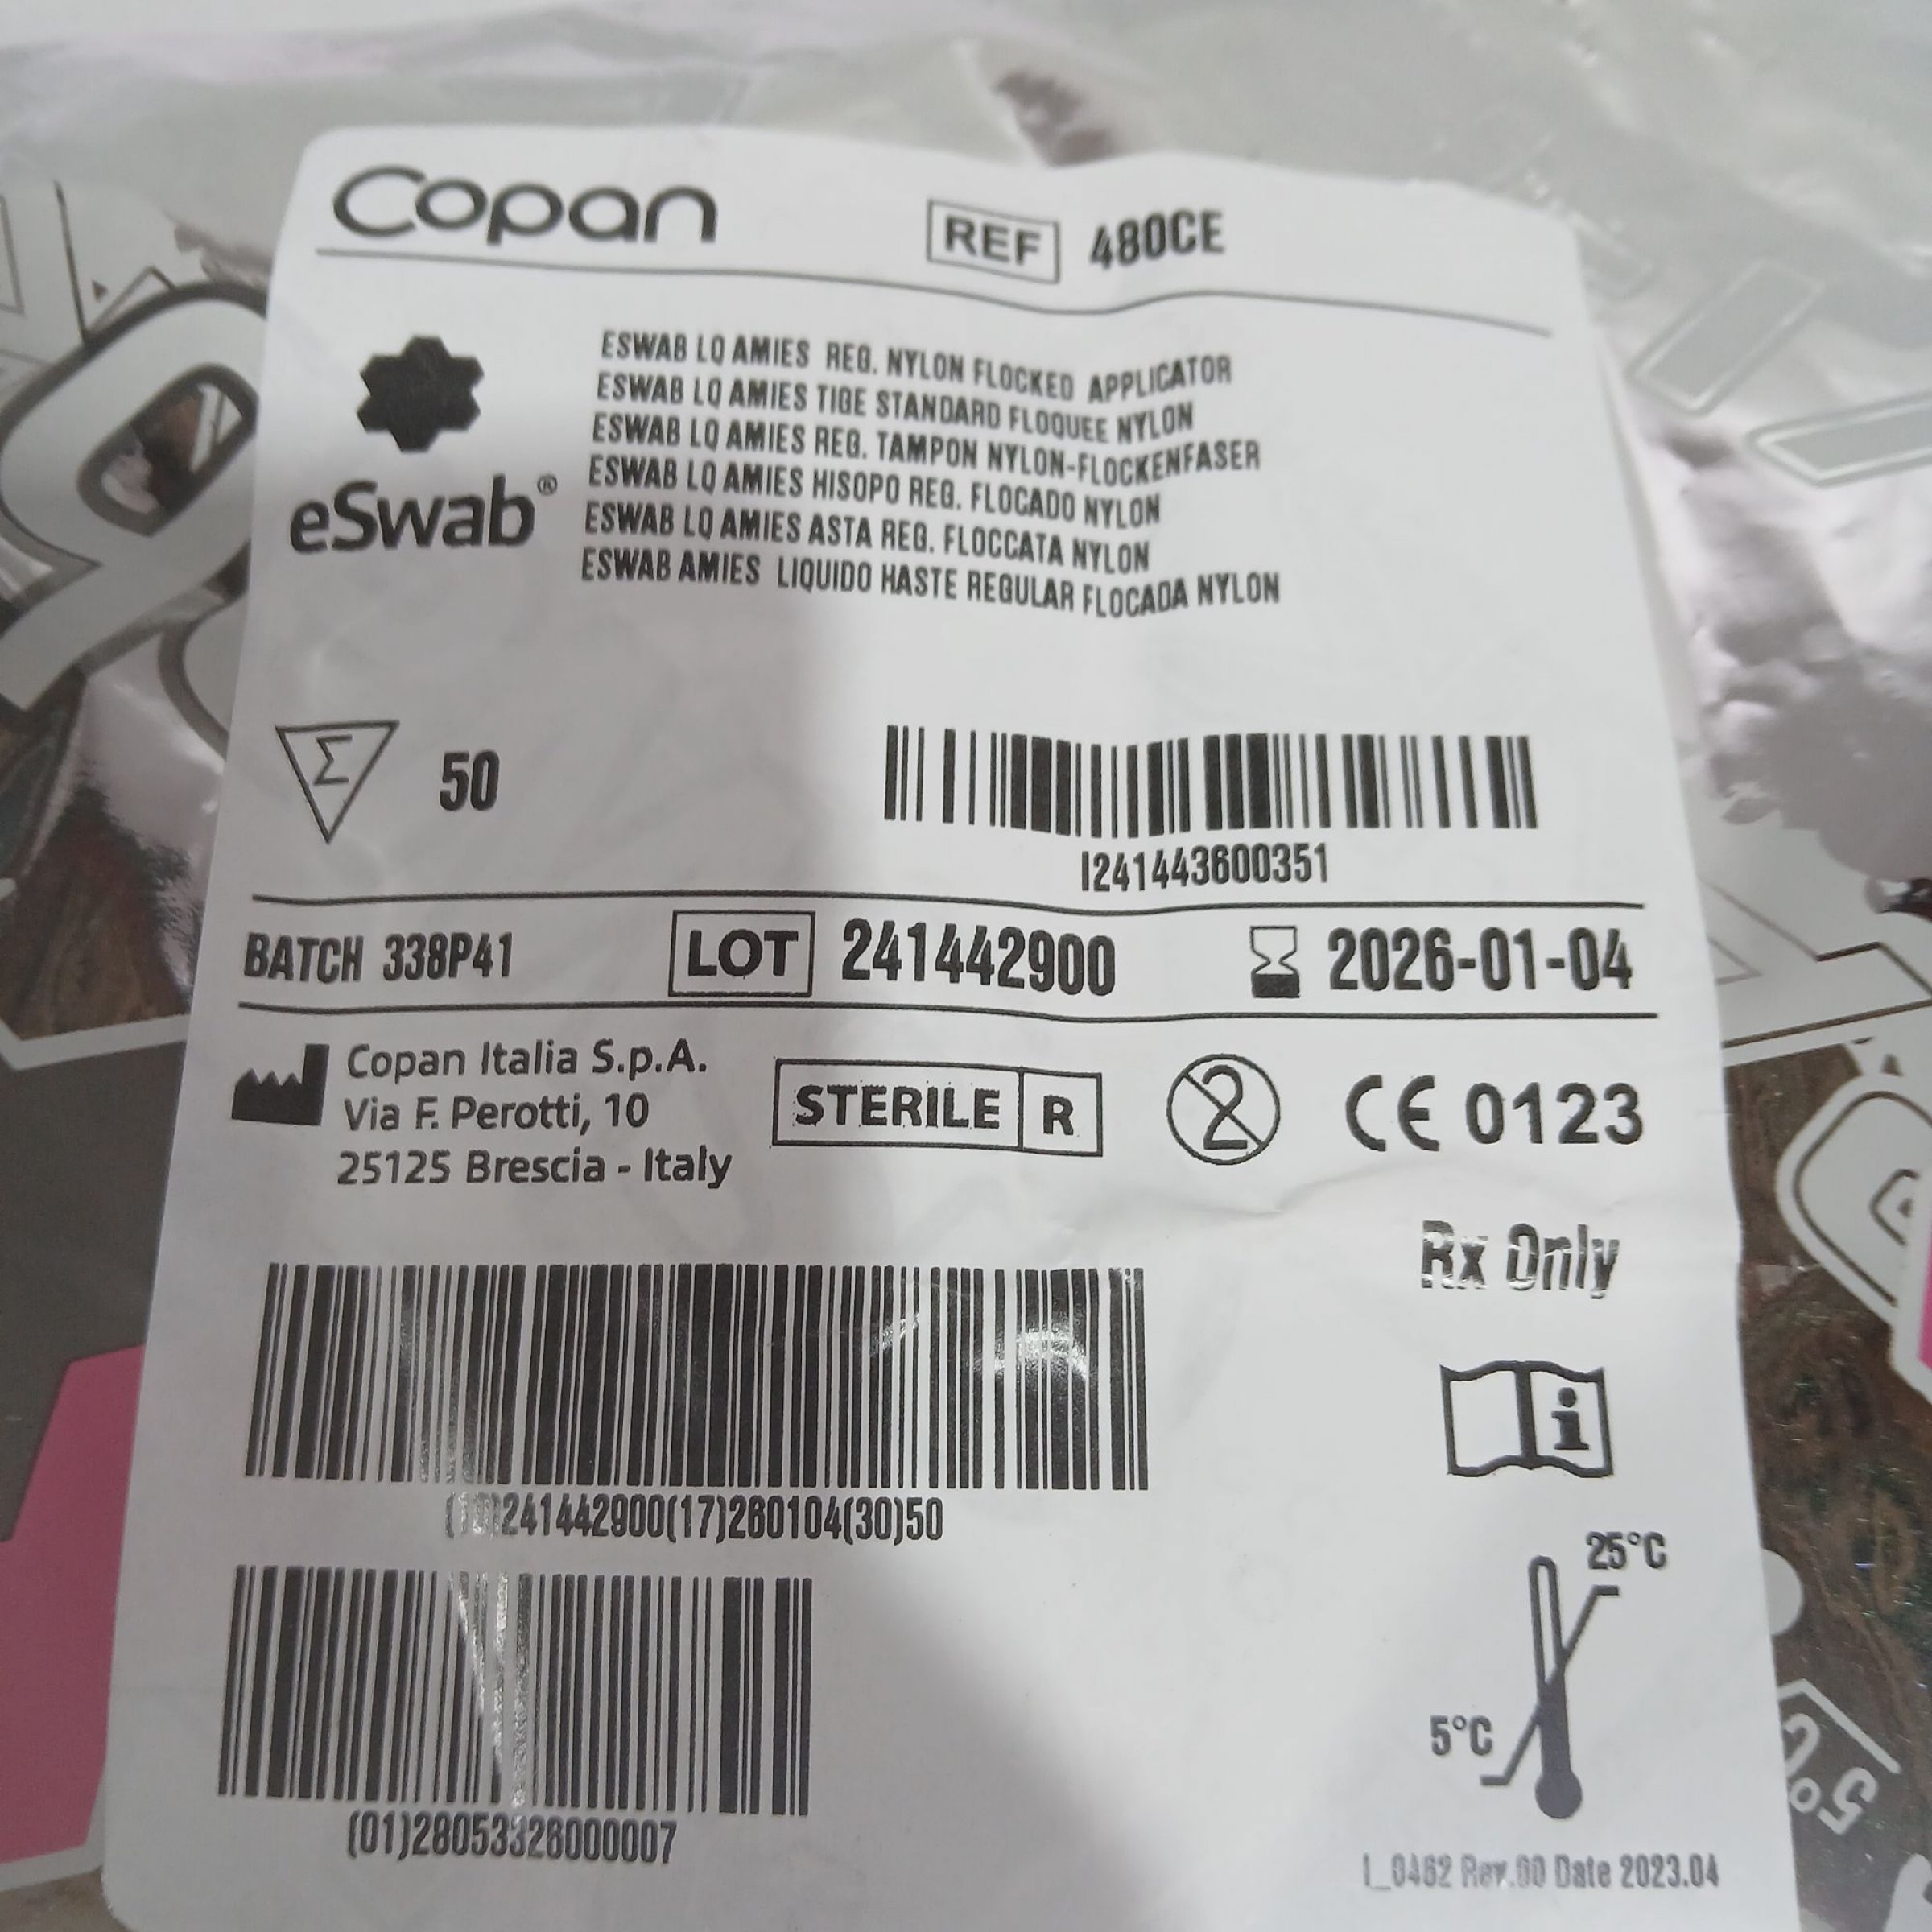 Copan
REF 480CE
ESWAB LQ AMIES REG. NYLON FLOCKED APPLICATOR
ESWAB LQ AMIES TIGE STANDARD FLOQUEE NYLON
ESWAB LQ AMIES REG. TAMPON NYLON-FLOCKENFASER
ESWAB LQ AMIES HISOPO REG. FLOCADO NYLON
ESWAB LQ AMIES ASTA REG. FLOCCATA NYLON
ESWAB AMIES LIQUIDO HASTE REGULAR FLOCADA NYLON
eSwab®
Σ 50
I241443600351
BATCH 338P41 LOT 241442900 2026-01-04
Copan Italia S.p.A.
Via F. Perotti, 10
25125 Brescia - Italy
STERILE R 2 CE 0123
Rx Only
i
(10)241442900(17)260104(30)50
25°C
5°C
(01)28053326000007
I_0462 Rev.00 Date 2023.04